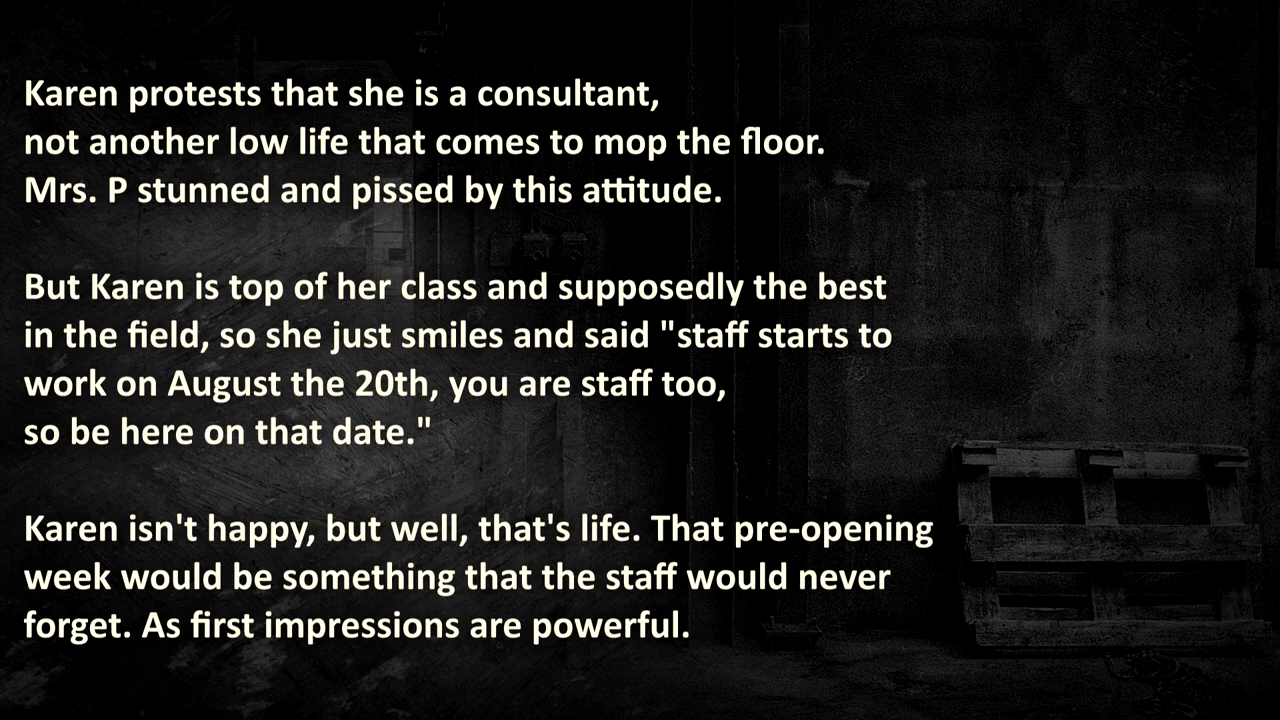 Karen protests that she is a consultant,
not another low life that comes to mop the floor.
Mrs. P stunned and pissed by this attitude.
But Karen is top of her class and supposedly the best
in the field, so she just smiles and said "staff starts to
work on August the 20th, you are staff too,
so be here on that date."
Karen isn't happy, but well, that's life. That pre-opening
week would be something that the staff would never
forget. As first impressions are powerful.